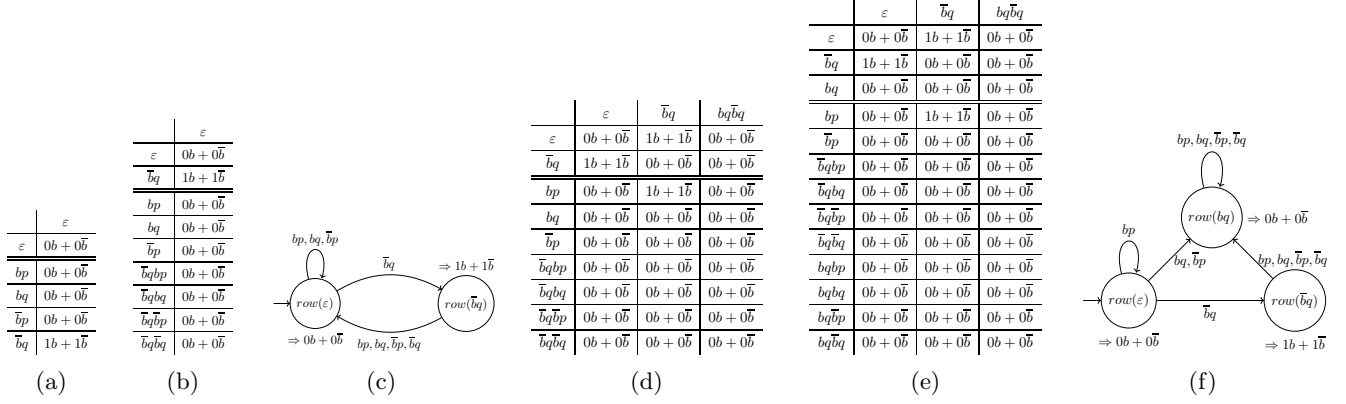 ε
ε 0b + 0b̅
bp 0b + 0b̅
bq 0b + 0b̅
b̅p 0b + 0b̅
b̅q 1b + 1b̅
(a)
ε
ε 0b + 0b̅
b̅q 1b + 1b̅
bp 0b + 0b̅
bq 0b + 0b̅
b̅p 0b + 0b̅
b̅qbp 0b + 0b̅
b̅qbq 0b + 0b̅
b̅qb̅p 0b + 0b̅
b̅qb̅q 0b + 0b̅
(b)
bp, bq, b̅p
b̅q
⇒ 1b + 1b̅
row(ε)
row(b̅q)
⇒ 0b + 0b̅
bp, bq, b̅p, b̅q
(c)
ε b̅q bqb̅q
ε 0b + 0b̅ 1b + 1b̅ 0b + 0b̅
b̅q 1b + 1b̅ 0b + 0b̅ 0b + 0b̅
bp 0b + 0b̅ 1b + 1b̅ 0b + 0b̅
bq 0b + 0b̅ 0b + 0b̅ 0b + 0b̅
b̅p 0b + 0b̅ 0b + 0b̅ 0b + 0b̅
b̅qbp 0b + 0b̅ 0b + 0b̅ 0b + 0b̅
b̅qbq 0b + 0b̅ 0b + 0b̅ 0b + 0b̅
b̅qb̅p 0b + 0b̅ 0b + 0b̅ 0b + 0b̅
b̅qb̅q 0b + 0b̅ 0b + 0b̅ 0b + 0b̅
(d)
ε b̅q bqb̅q
ε 0b + 0b̅ 1b + 1b̅ 0b + 0b̅
b̅q 1b + 1b̅ 0b + 0b̅ 0b + 0b̅
bq 0b + 0b̅ 0b + 0b̅ 0b + 0b̅
bp 0b + 0b̅ 1b + 1b̅ 0b + 0b̅
b̅p 0b + 0b̅ 0b + 0b̅ 0b + 0b̅
b̅qbp 0b + 0b̅ 0b + 0b̅ 0b + 0b̅
b̅qbq 0b + 0b̅ 0b + 0b̅ 0b + 0b̅
b̅qb̅p 0b + 0b̅ 0b + 0b̅ 0b + 0b̅
b̅qb̅q 0b + 0b̅ 0b + 0b̅ 0b + 0b̅
bqbp 0b + 0b̅ 0b + 0b̅ 0b + 0b̅
bqbq 0b + 0b̅ 0b + 0b̅ 0b + 0b̅
bqb̅p 0b + 0b̅ 0b + 0b̅ 0b + 0b̅
bqb̅q 0b + 0b̅ 0b + 0b̅ 0b + 0b̅
(e)
bp, bq, b̅p, b̅q
row(bq)
⇒ 0b + 0b̅
bp
bq, b̅p
bp, bq, b̅p, b̅q
row(ε)
row(b̅q)
b̅q
⇒ 0b + 0b̅
⇒ 1b + 1b̅
(f)